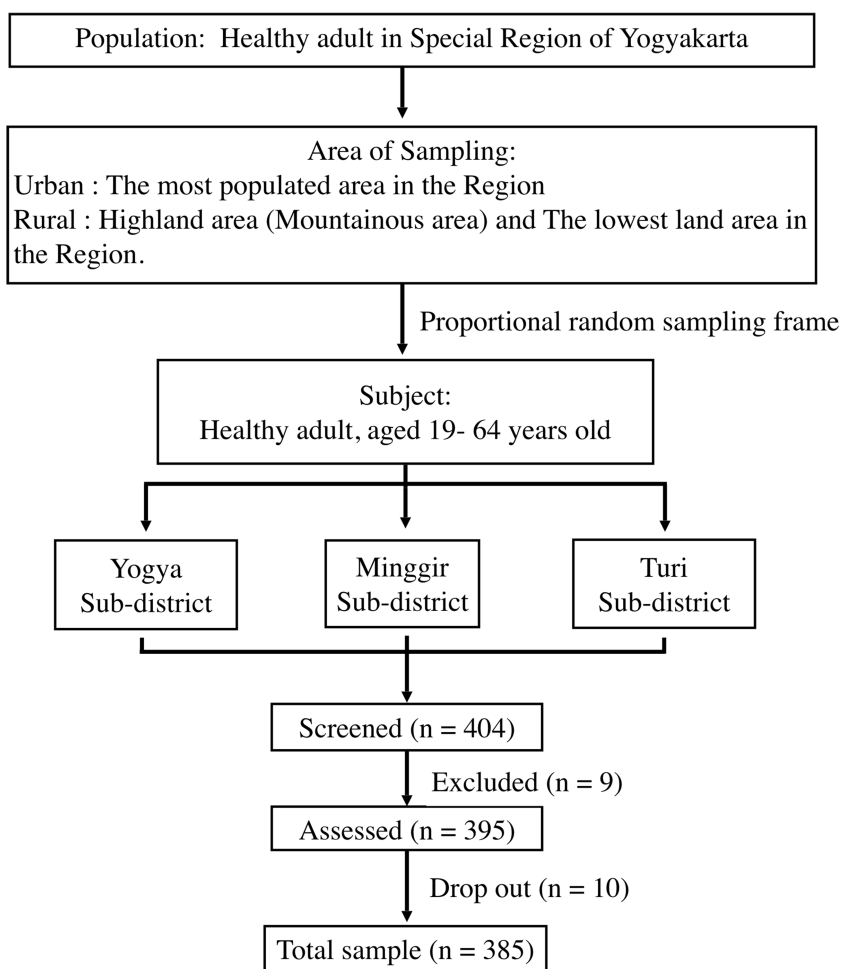 Population:  Healthy adult in Special Region of Yogyakarta
Area of Sampling:
Urban : The most populated area in the Region
Rural : Highland area (Mountainous area) and The lowest land area in
the Region.
Proportional random sampling frame
Subject:
Healthy adult, aged 19- 64 years old
Yogya
Sub-district
Minggir
Sub-district
Turi
Sub-district
Screened (n = 404)
Excluded (n = 9)
Assessed (n = 395)
Drop out (n = 10)
Total sample (n = 385)